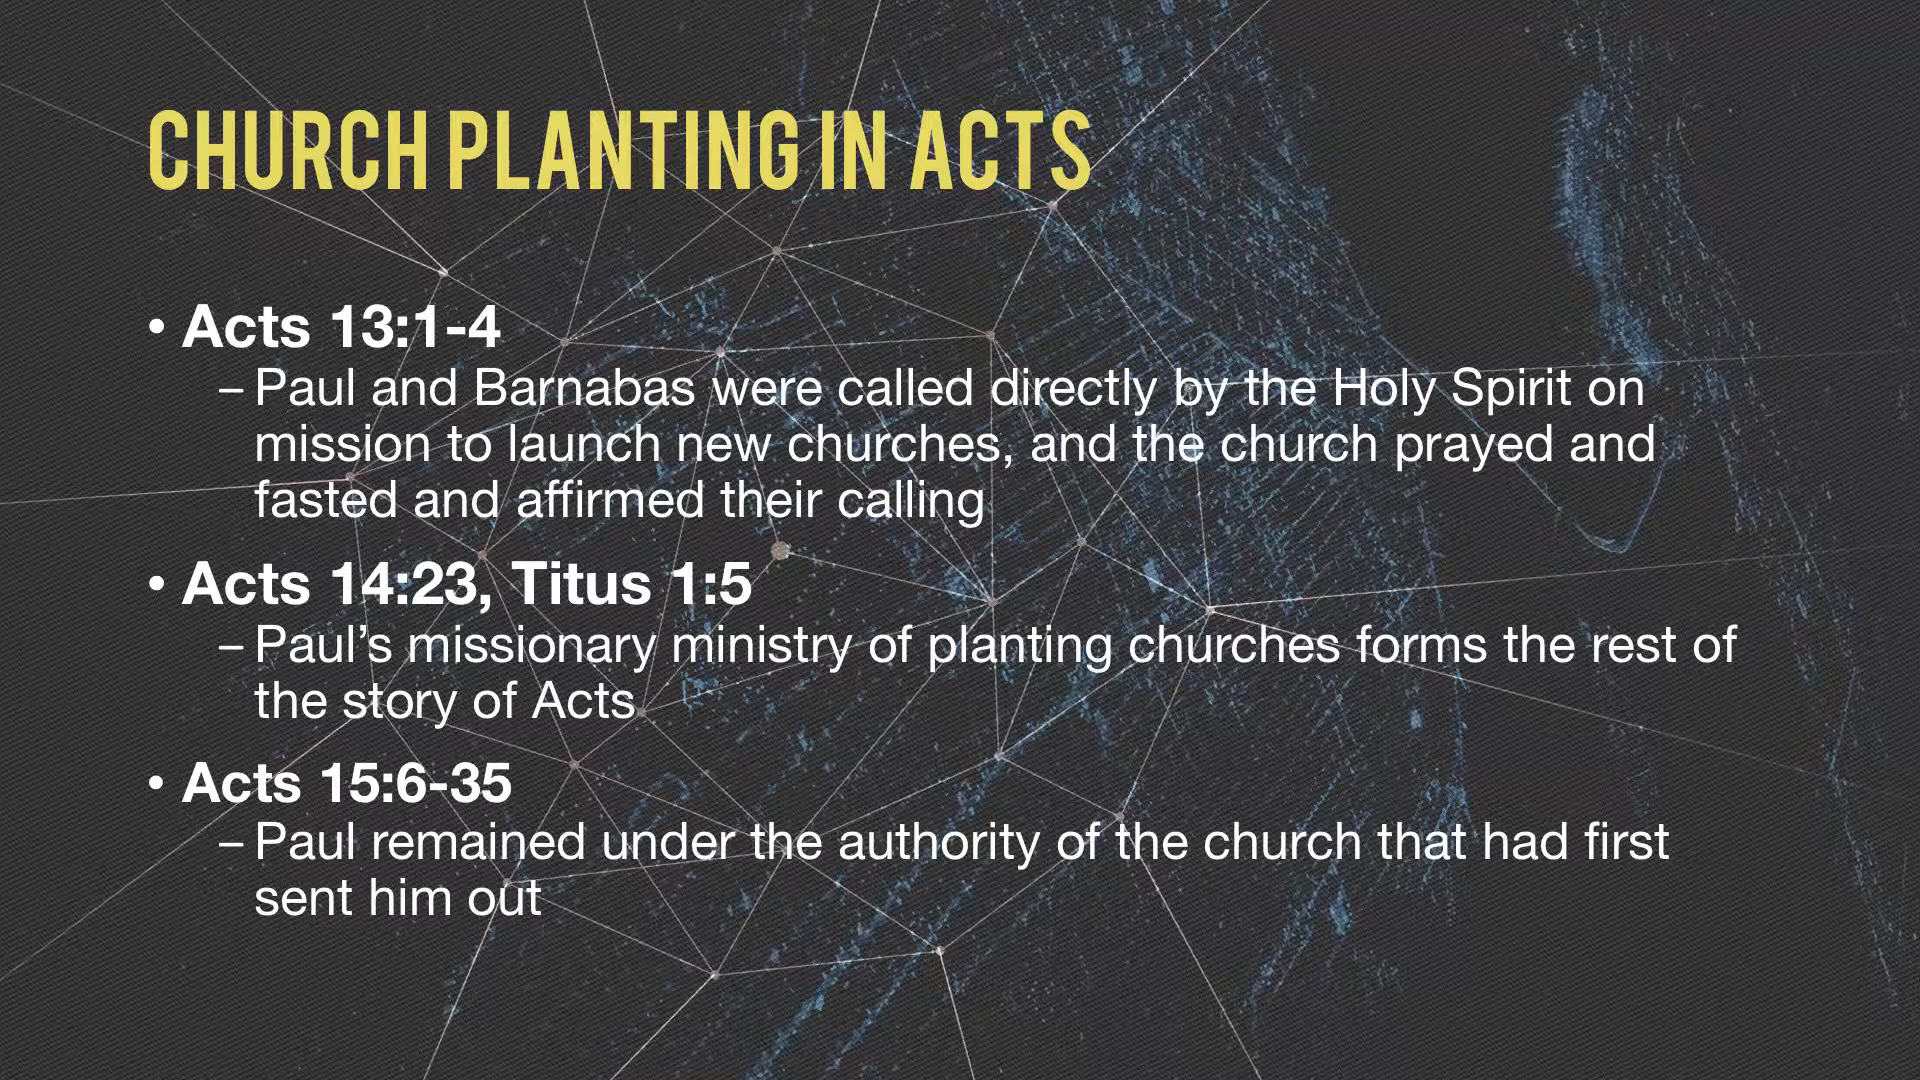 CHURCH PLANTING IN ACTS
• Acts 13:1-4
– Paul and Barnabas were called directly by the Holy Spirit on
mission to launch new churches, and the church prayed and
fasted and affirmed their calling
• Acts 14:23, Titus 1:5
– Paul’s missionary ministry of planting churches forms the rest of
the story of Acts
• Acts 15:6-35
– Paul remained under the authority of the church that had first
sent him out